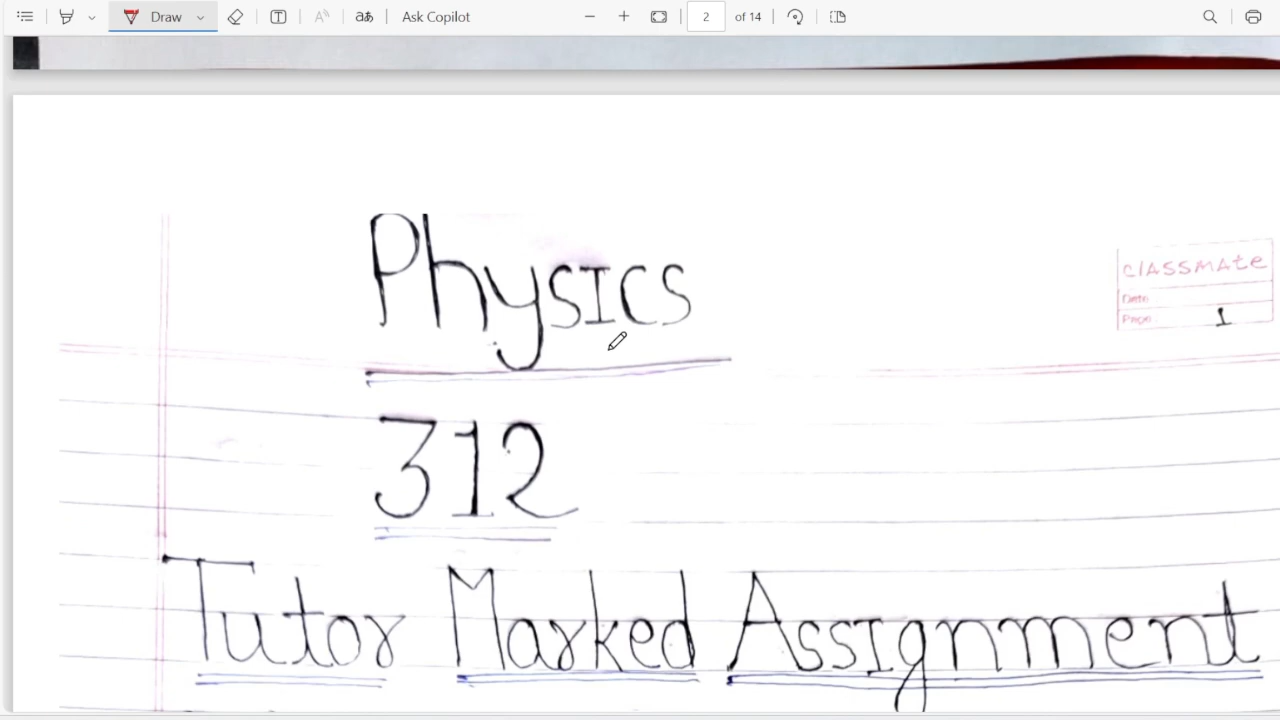 Draw
Ask Copilot
2 of 14
Physics
classmate
Date
Page 1
312
Tutor Marked Assignment